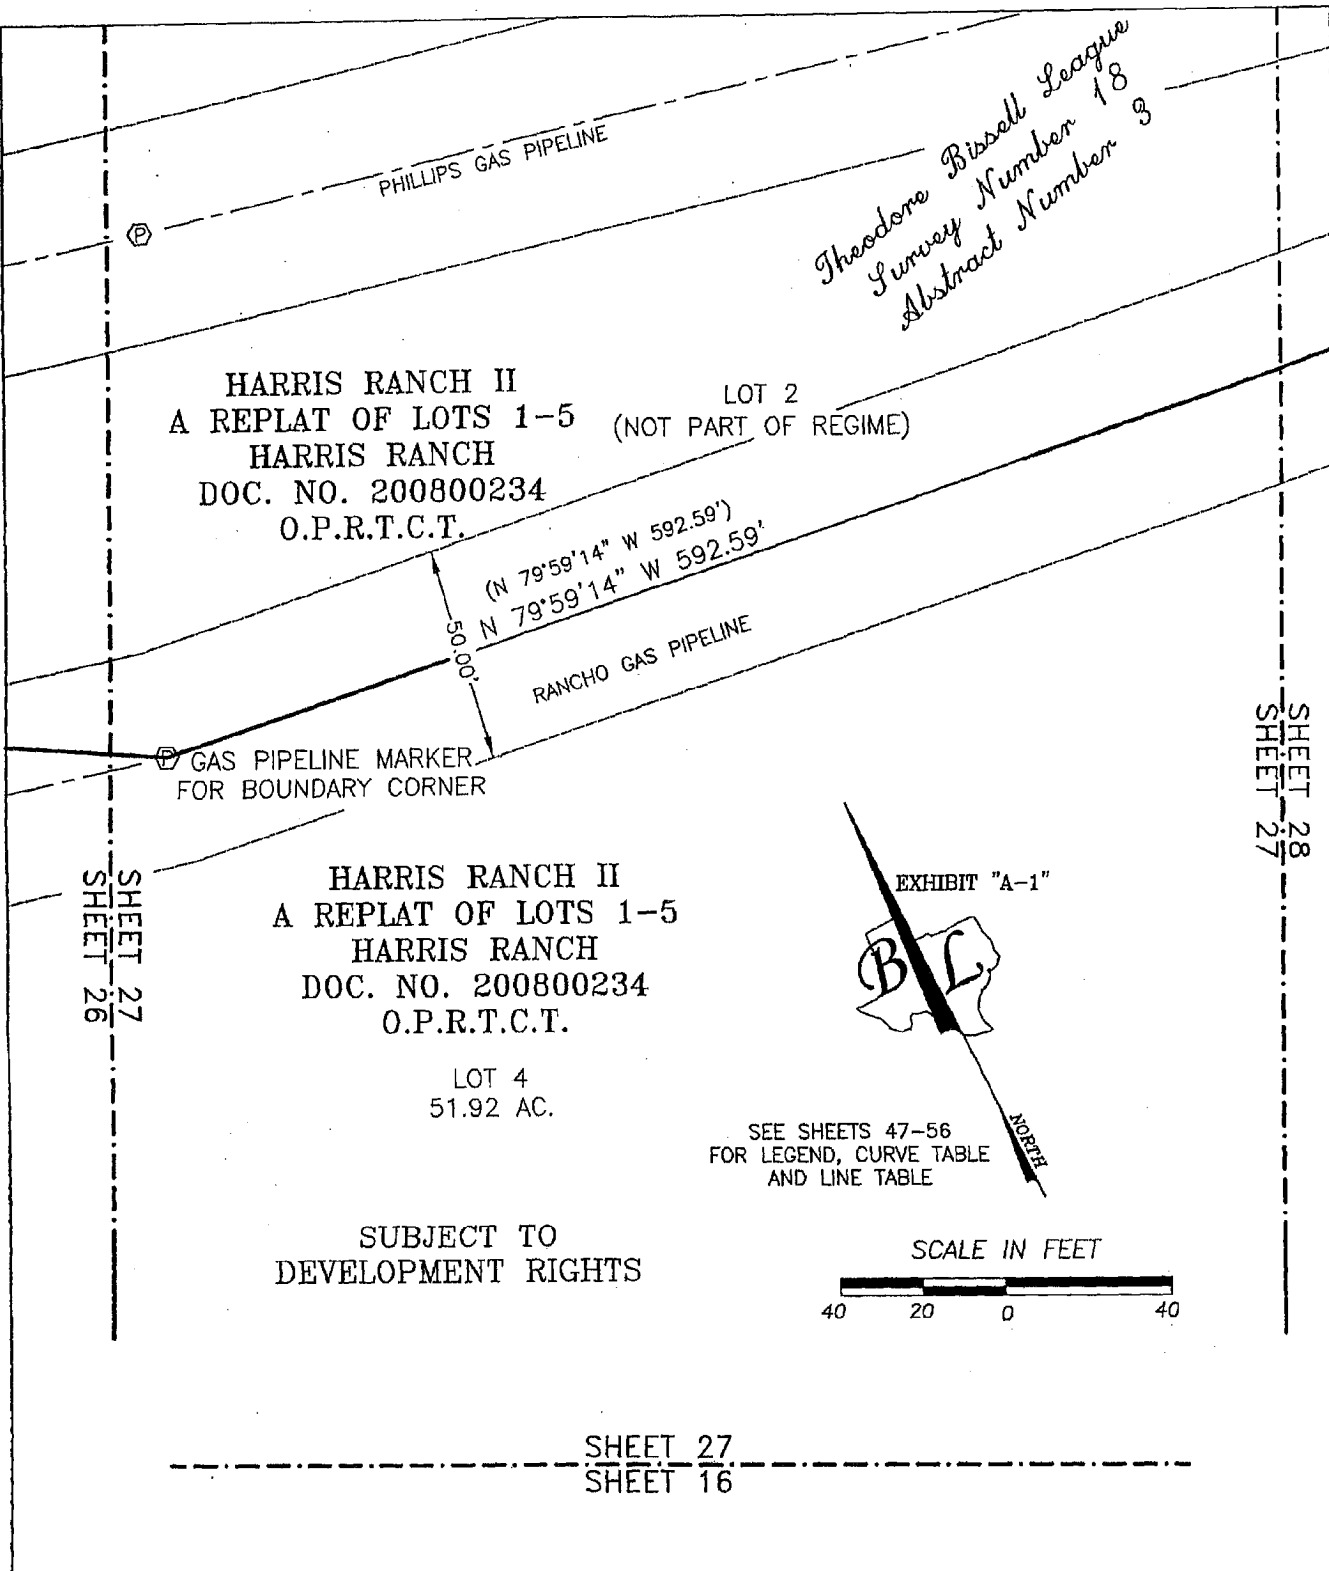 Theodore Bissell League
Survey Number 18
Abstract Number 3
PHILLIPS GAS PIPELINE
P
HARRIS RANCH II
A REPLAT OF LOTS 1-5
HARRIS RANCH
DOC. NO. 200800234
O.P.R.T.C.T.
LOT 2
(NOT PART OF REGIME)
(N 79°59'14" W 592.59')
N 79°59'14" W 592.59'
50.00'
RANCHO GAS PIPELINE
P
GAS PIPELINE MARKER
FOR BOUNDARY CORNER
SHEET 28
SHEET 27
SHEET 27
SHEET 26
HARRIS RANCH II
A REPLAT OF LOTS 1-5
HARRIS RANCH
DOC. NO. 200800234
O.P.R.T.C.T.
LOT 4
51.92 AC.
EXHIBIT "A-1"
B L
NORTH
SEE SHEETS 47-56
FOR LEGEND, CURVE TABLE
AND LINE TABLE
SUBJECT TO
DEVELOPMENT RIGHTS
SCALE IN FEET
40 20 0 40
SHEET 27
SHEET 16